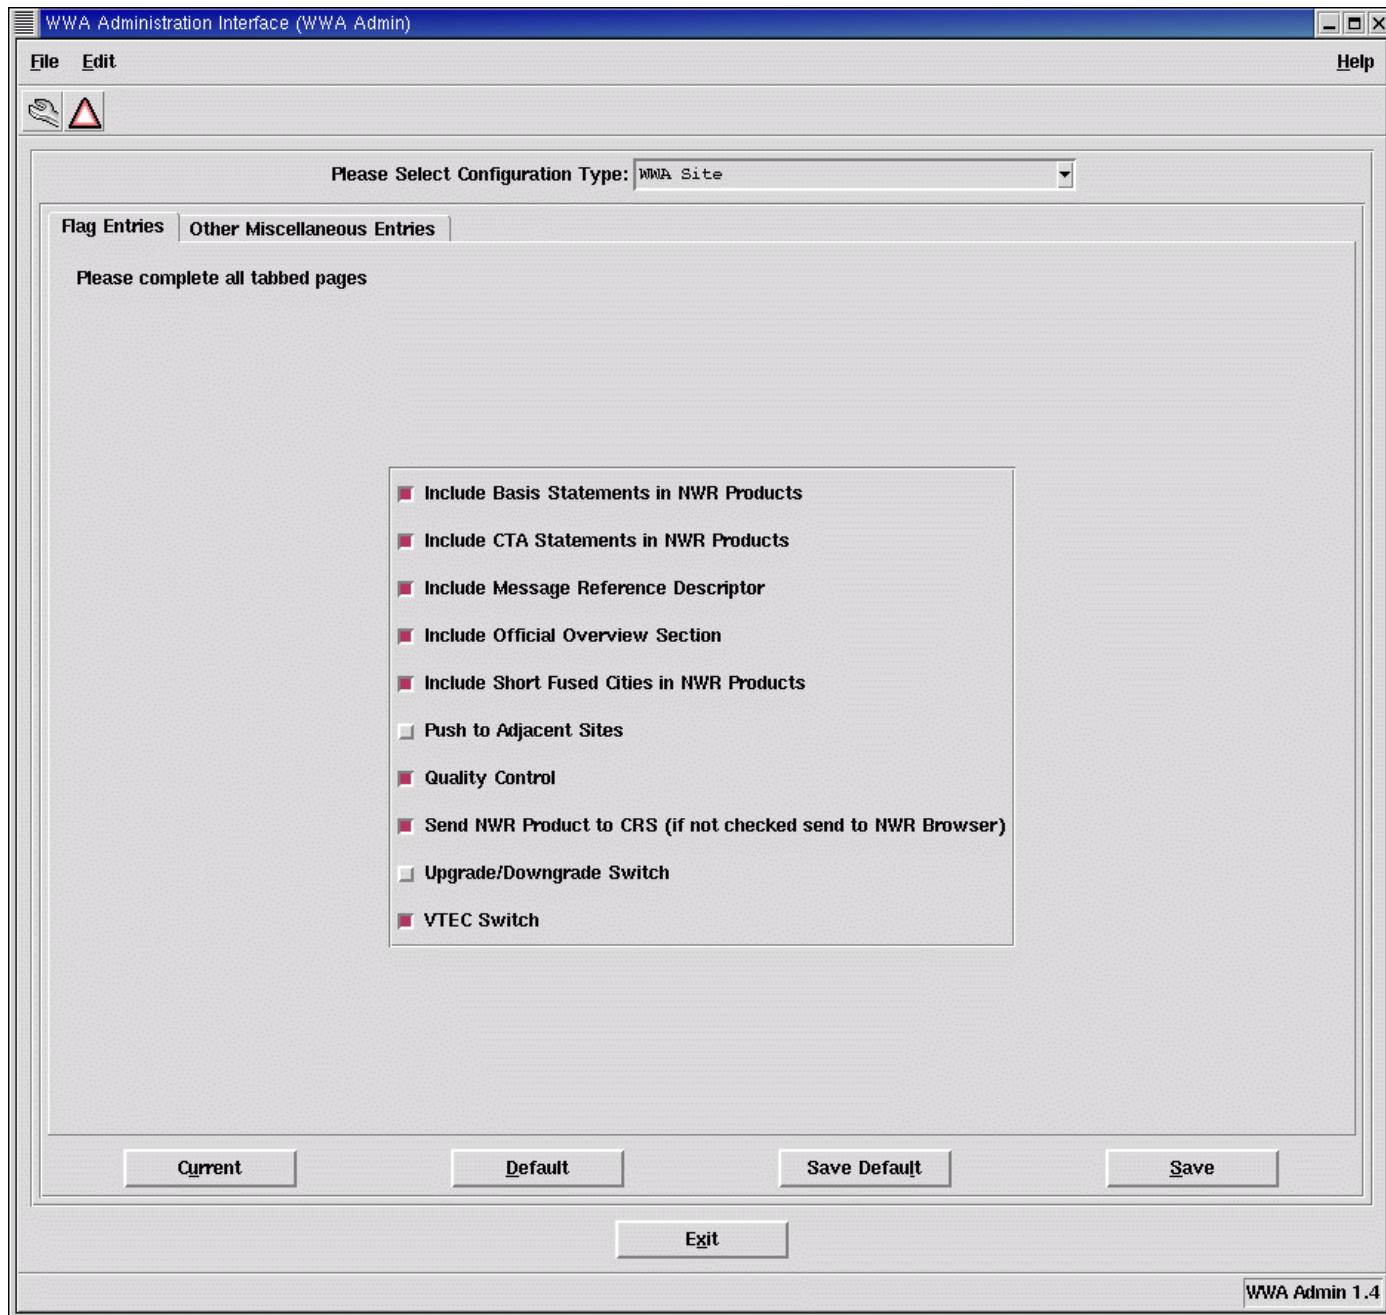 WWA Administration Interface (WWA Admin)
File Edit Help
Please Select Configuration Type: WWA Site
Flag Entries Other Miscellaneous Entries
Please complete all tabbed pages
Include Basis Statements in NWR Products
Include CTA Statements in NWR Products
Include Message Reference Descriptor
Include Official Overview Section
Include Short Fused Cities in NWR Products
Push to Adjacent Sites
Quality Control
Send NWR Product to CRS (if not checked send to NWR Browser)
Upgrade/Downgrade Switch
VTEC Switch
Current Default Save Default Save
Exit
WWA Admin 1.4